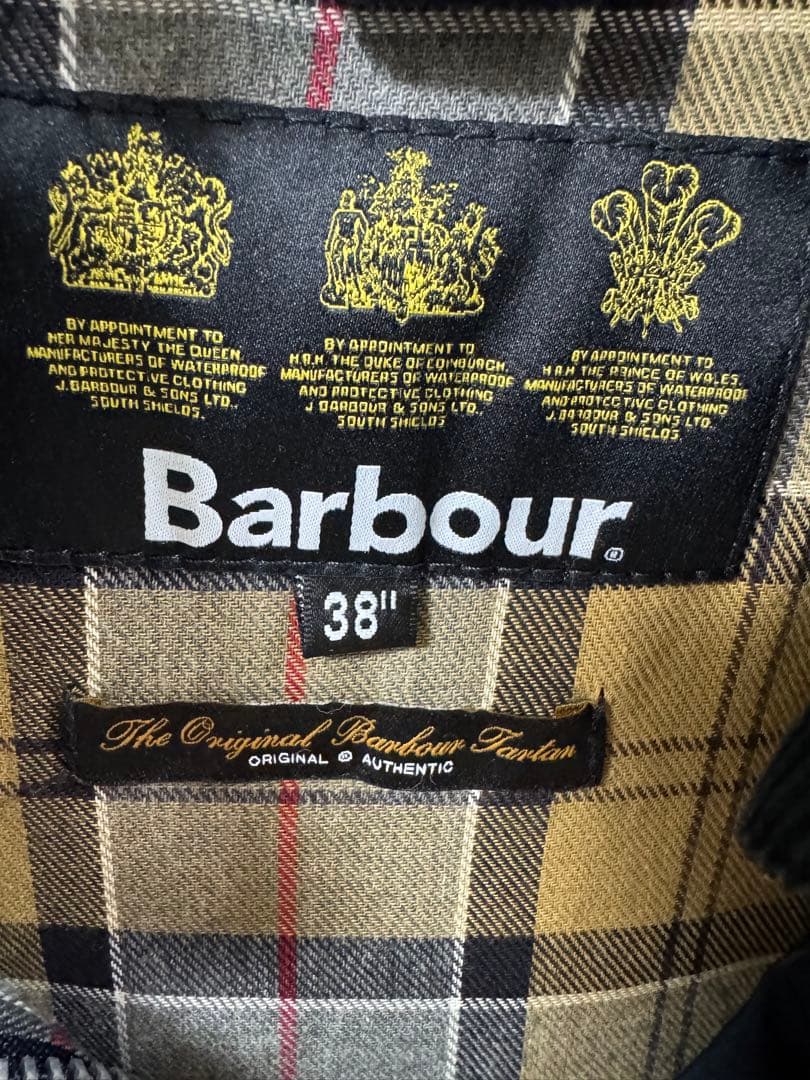 BY APPOINTMENT TO
HER MAJESTY THE QUEEN
MANUFACTURERS OF WATERPROOF
AND PROTECTIVE CLOTHING
J. BARBOUR & SONS LTD.
SOUTH SHIELDS.
BY APPOINTMENT TO
H.R.H. THE DUKE OF EDINBURGH
MANUFACTURERS OF WATERPROOF
AND PROTECTIVE CLOTHING
J BARBOUR & SONS LTD.
SOUTH SHIELDS
BY APPOINTMENT TO
H.R.H THE PRINCE OF WALES
MANUFACTURERS OF WATERPROOF
AND PROTECTIVE CLOTHING
J. BARBOUR & SONS LTD.
SOUTH SHIELDS
Barbour®
38"
The Original Barbour Tartan
ORIGINAL ® AUTHENTIC